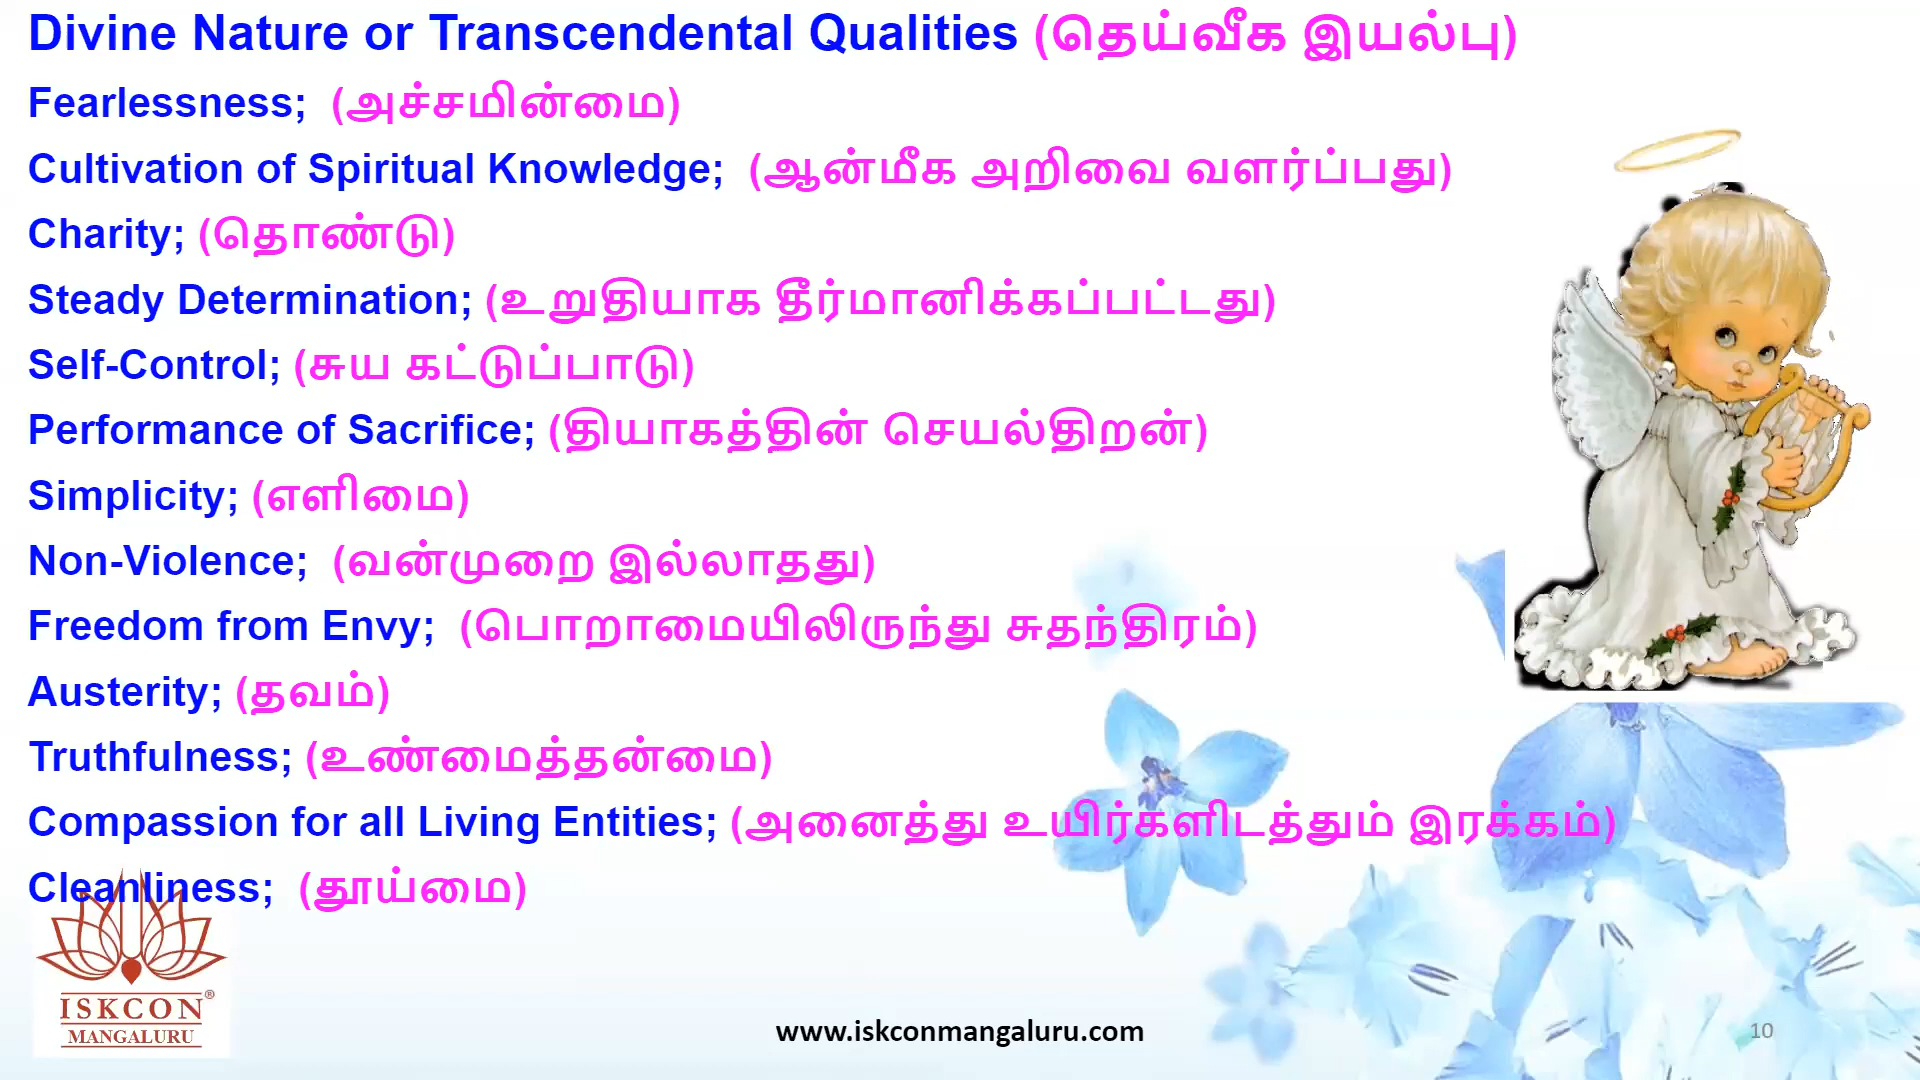 Divine Nature or Transcendental Qualities (தெய்வீக இயல்பு)
Fearlessness; (அச்சமின்மை)
Cultivation of Spiritual Knowledge; (ஆன்மீக அறிவை வளர்ப்பது)
Charity; (தொண்டு)
Steady Determination; (உறுதியாக தீர்மானிக்கப்பட்டது)
Self-Control; (சுய கட்டுப்பாடு)
Performance of Sacrifice; (தியாகத்தின் செயல்திறன்)
Simplicity; (எளிமை)
Non-Violence; (வன்முறை இல்லாதது)
Freedom from Envy; (பொறாமையிலிருந்து சுதந்திரம்)
Austerity; (தவம்)
Truthfulness; (உண்மைத்தன்மை)
Compassion for all Living Entities; (அனைத்து உயிர்களிடத்தும் இரக்கம்)
Cleanliness; (தூய்மை)
ISKCON®
MANGALURU
www.iskconmangaluru.com
10